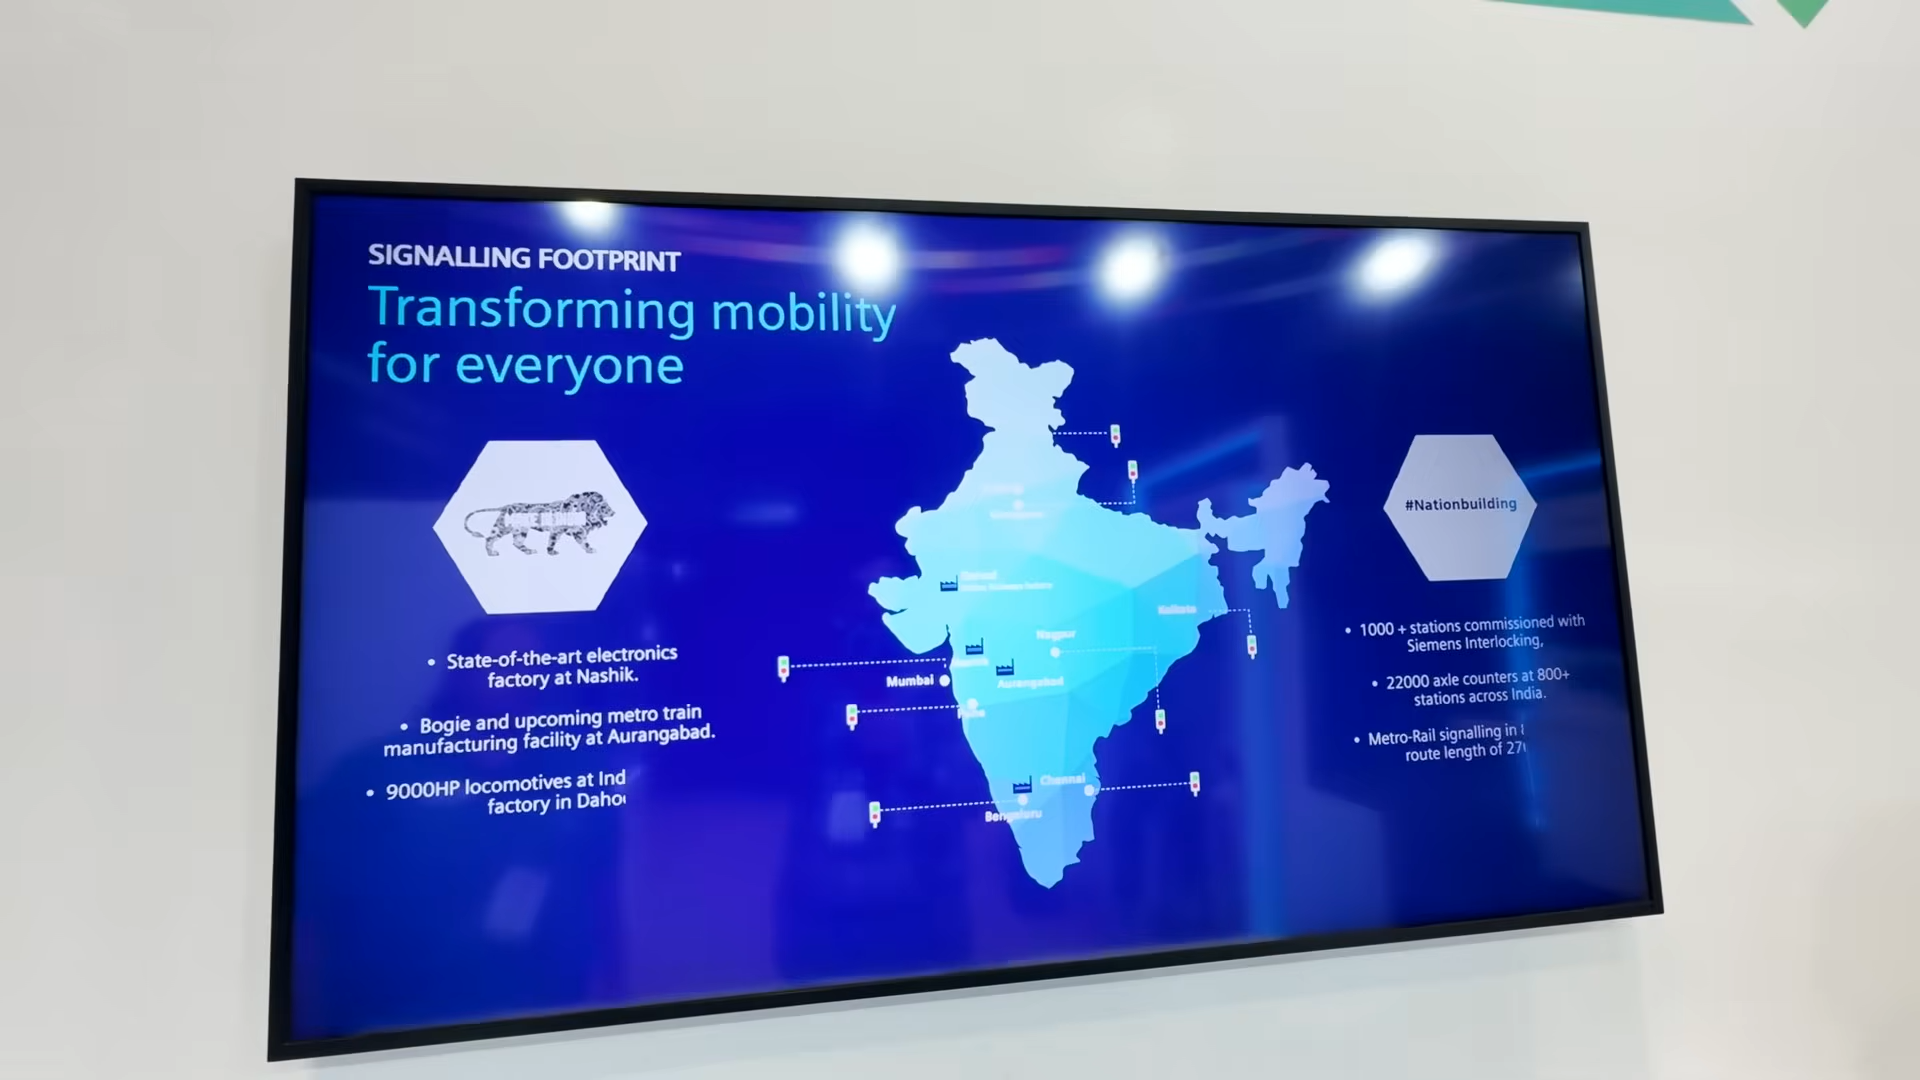 SIGNALLING FOOTPRINT
Transforming mobility
for everyone
#Nationbuilding
• State-of-the-art electronics
factory at Nashik.
• Bogie and upcoming metro train
manufacturing facility at Aurangabad.
• 9000HP locomotives at Ind
factory in Daho
Nagpur
Kolkata
Mumbai
Aurangabad
Pune
Chennai
Bengaluru
• 1000 + stations commissioned with
Siemens Interlocking,
• 22000 axle counters at 800+
stations across India.
• Metro-Rail signalling in
route length of 27